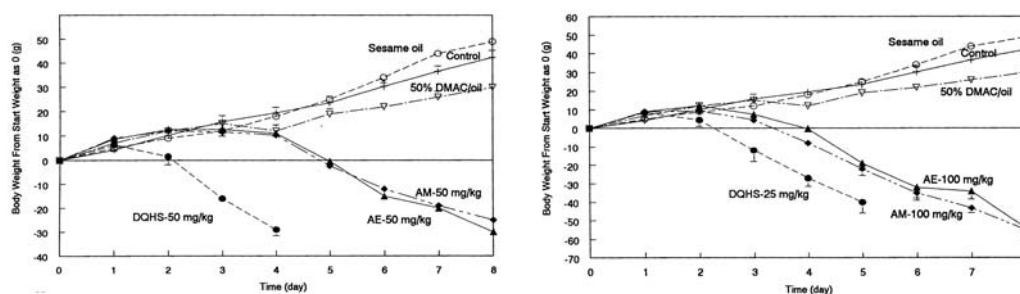 Body Weight From Start Weight as 0 (g)
60
50
40
30
20
10
0
-10
-20
-30
-40
Sesame oil
Control
50% DMAC/oil
DQHS-50 mg/kg
AM-50 mg/kg
AE-50 mg/kg
0 1 2 3 4 5 6 7 8
Time (day)
Body Weight From Start Weight as 0 (g)
60
50
40
30
20
10
0
-10
-20
-30
-40
-50
-60
-70
Sesame oil
Control
50% DMAC/oil
DQHS-25 mg/kg
AE-100 mg/kg
AM-100 mg/kg
0 1 2 3 4 5 6 7
Time (day)